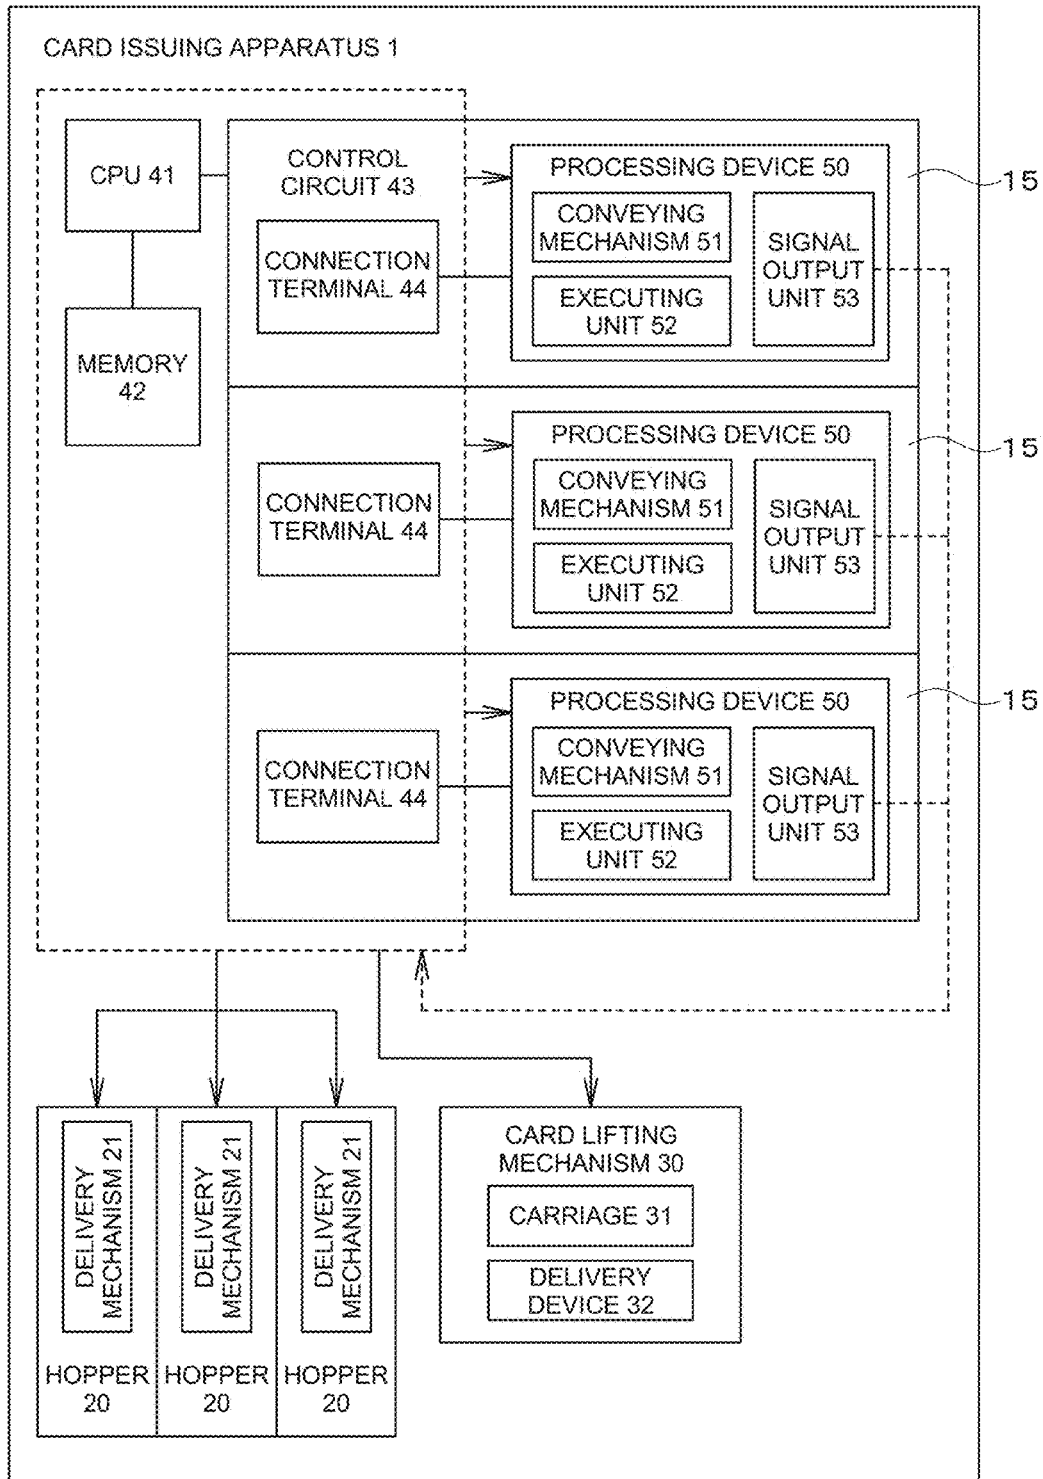 CARD ISSUING APPARATUS 1
CPU 41
MEMORY
42
CONTROL
CIRCUIT 43
CONNECTION
TERMINAL 44
PROCESSING DEVICE 50
CONVEYING
MECHANISM 51
EXECUTING
UNIT 52
SIGNAL
OUTPUT
UNIT 53
15
CONNECTION
TERMINAL 44
PROCESSING DEVICE 50
CONVEYING
MECHANISM 51
EXECUTING
UNIT 52
SIGNAL
OUTPUT
UNIT 53
15
CONNECTION
TERMINAL 44
PROCESSING DEVICE 50
CONVEYING
MECHANISM 51
EXECUTING
UNIT 52
SIGNAL
OUTPUT
UNIT 53
15
DELIVERY
MECHANISM 21
HOPPER
20
DELIVERY
MECHANISM 21
HOPPER
20
DELIVERY
MECHANISM 21
HOPPER
20
CARD LIFTING
MECHANISM 30
CARRIAGE 31
DELIVERY
DEVICE 32